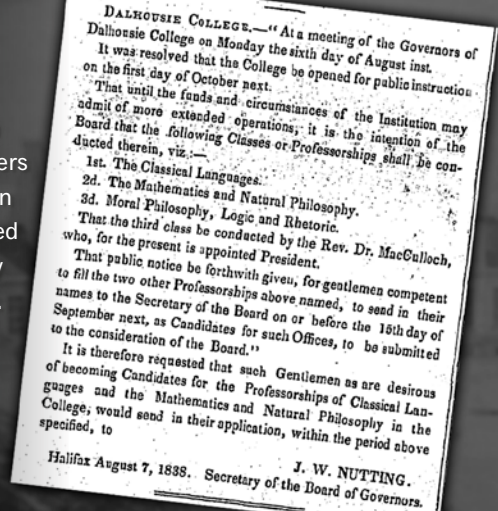 DALHOUSIE COLLEGE.—"At a meeting of the Governors of
Dalhousie College on Monday the sixth day of August inst.
It was resolved that the College be opened for public instruction
on the first day of October next.
That until the funds and circumstances of the Institution may
admit of more extended operations, it is the intention of the
Board that the following Classes or Professorships shall be con-
ducted therein, viz:—
1st. The Classical Languages.
2d. The Mathematics and Natural Philosophy.
3d. Moral Philosophy, Logic and Rhetoric.
That the third class be conducted by the Rev. Dr. MacCulloch,
who, for the present is appointed President.
That public notice be forthwith given, for gentlemen competent
to fill the two other Professorships above named, to send in their
names to the Secretary of the Board on or before the 15th day of
September next, as Candidates for such Offices, to be submitted
to the consideration of the Board."
It is therefore requested that such Gentlemen as are desirous
of becoming Candidates for the Professorships of Classical Lan-
guages and the Mathematics and Natural Philosophy in the
College, would send in their application, within the period above
specified, to
J. W. NUTTING.
Halifax August 7, 1838. Secretary of the Board of Governors.